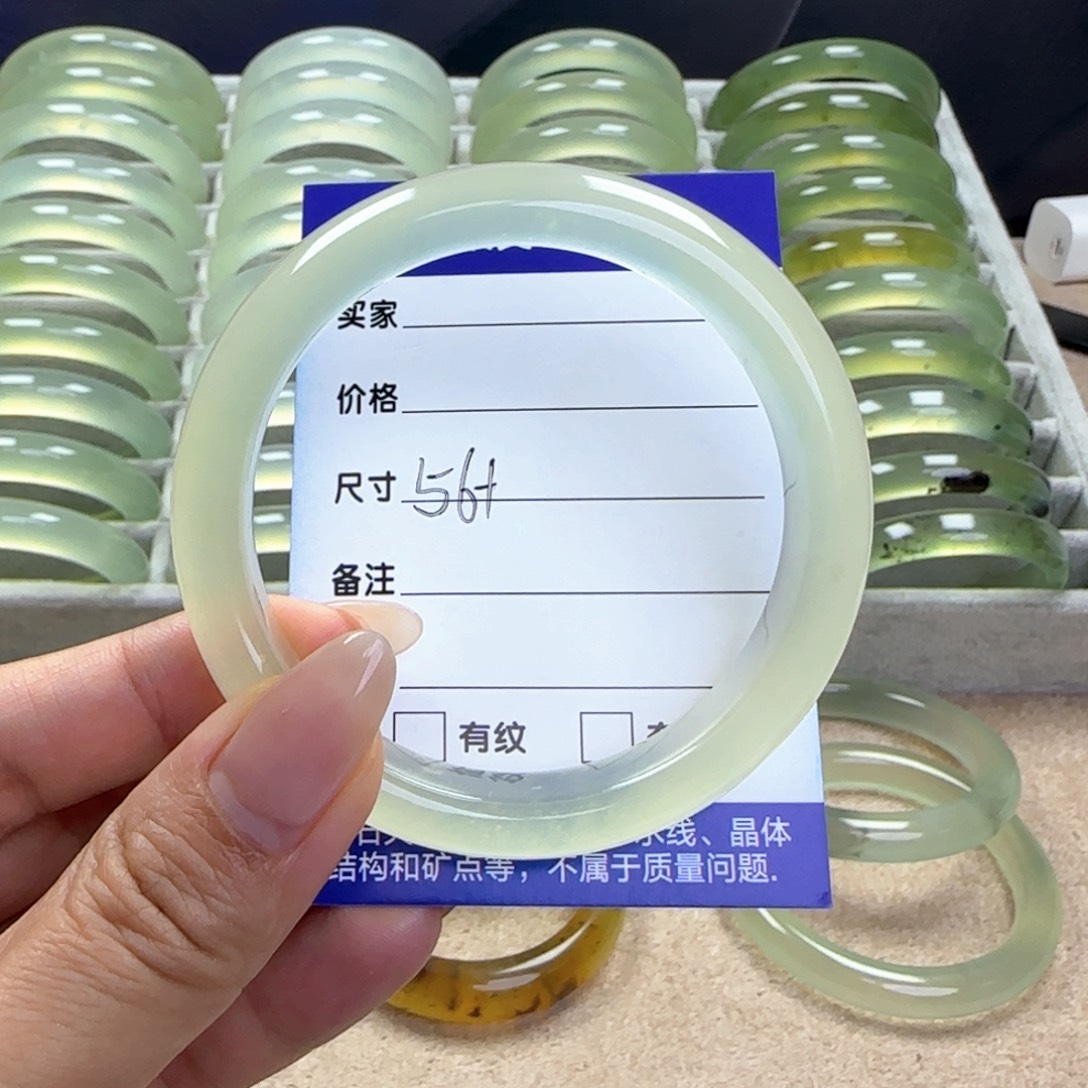 买家
价格
尺寸 56+
备注
有纹
水线、晶体
结构和矿点等，不属于质量问题.